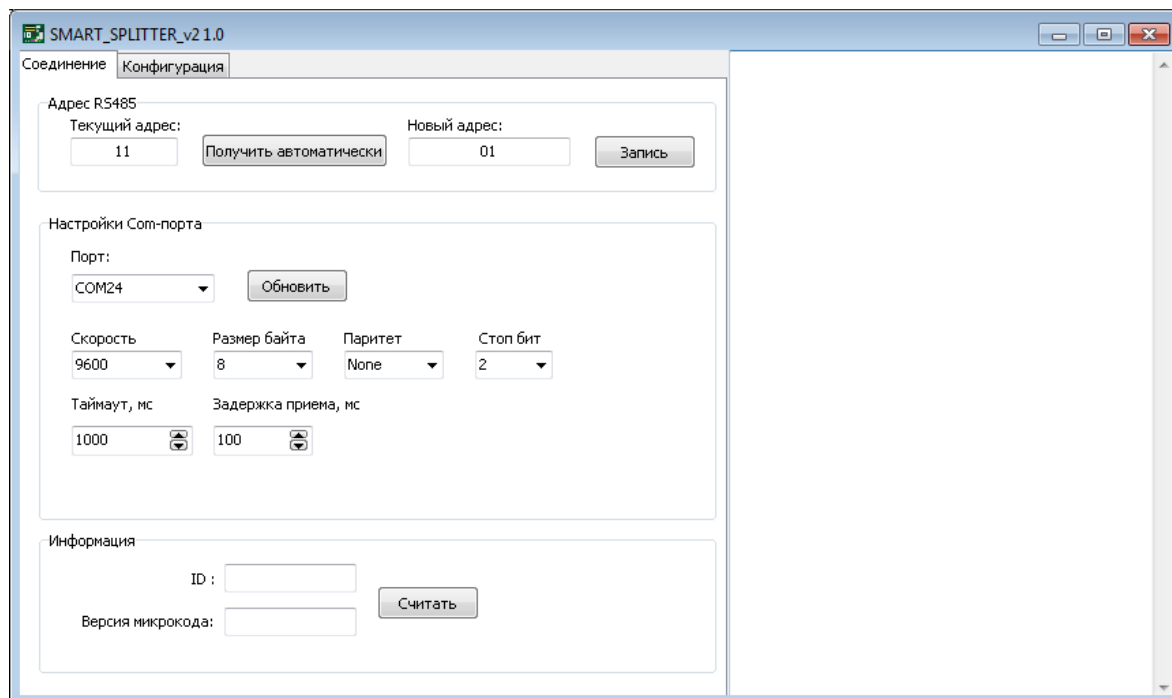 SMART_SPLITTER_v2 1.0
Соединение Конфигурация
Адрес RS485
Текущий адрес: Новый адрес:
11 Получить автоматически 01 Запись
Настройки Com-порта
Порт:
COM24 Обновить
Скорость Размер байта Паритет Стоп бит
9600 8 None 2
Таймаут, мс Задержка приема, мс
1000 100
Информация
ID :
Считать
Версия микрокода: